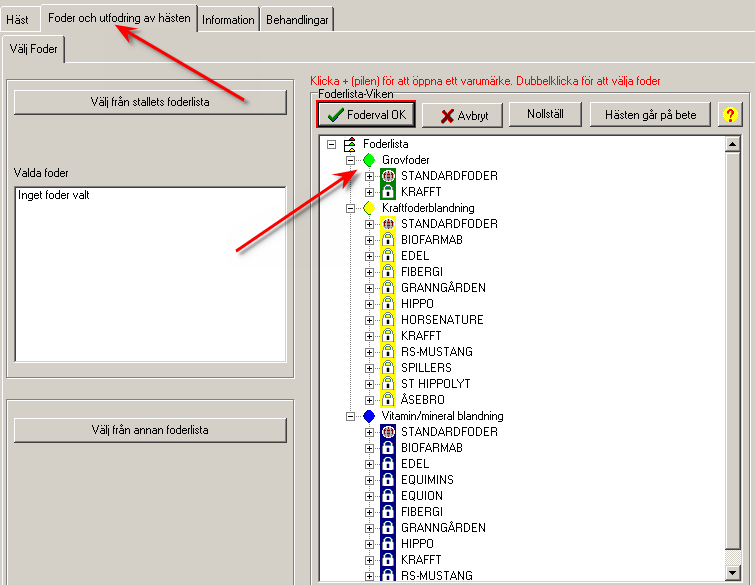 Häst
Foder och utfodring av hästen
Information
Behandlingar
Välj Foder
Välj från stallets foderlista
Valda foder
Inget foder valt
Välj från annan foderlista
Klicka + (pilen) för att öppna ett varumärke. Dubbelklicka för att välja foder
Foderlista-Viken
Foderval OK
Avbryt
Nollställ
Hästen går på bete
?
Foderlista
Grovfoder
STANDARDFODER
KRAFFT
Kraftfoderblandning
STANDARDFODER
BIOFARMAB
EDEL
FIBERGI
GRANNGÅRDEN
HIPPO
HORSENATURE
KRAFFT
RS-MUSTANG
SPILLERS
ST HIPPOLYT
ÅSEBRO
Vitamin/mineral blandning
STANDARDFODER
BIOFARMAB
EDEL
EQUIMINS
EQUION
FIBERGI
GRANNGÅRDEN
HIPPO
KRAFFT
RS-MUSTANG